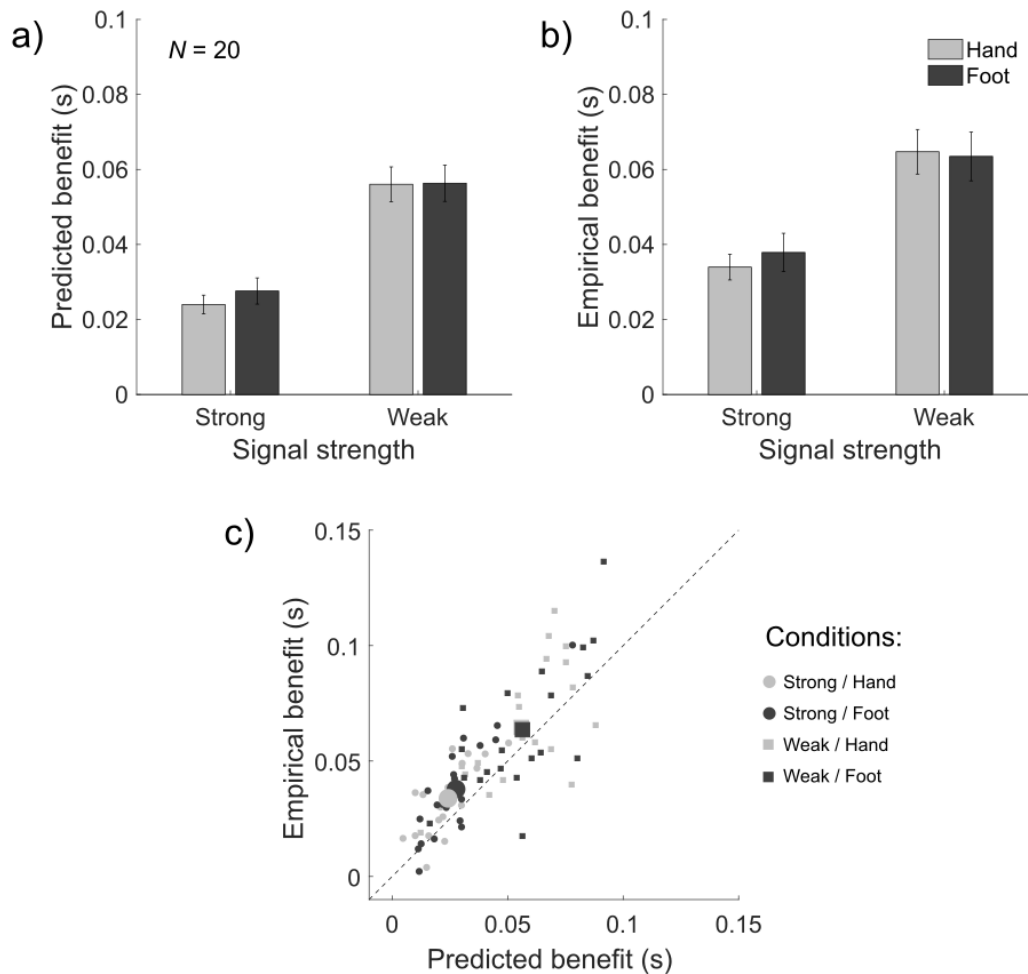 a)
N = 20
Predicted benefit (s)
0.1
0.08
0.06
0.04
0.02
0
Strong
Weak
Signal strength
b)
Hand
Foot
Empirical benefit (s)
0.1
0.08
0.06
0.04
0.02
0
Strong
Weak
Signal strength
c)
Empirical benefit (s)
0.15
0.1
0.05
0
0
0.05
0.1
0.15
Predicted benefit (s)
Conditions:
Strong / Hand
Strong / Foot
Weak / Hand
Weak / Foot